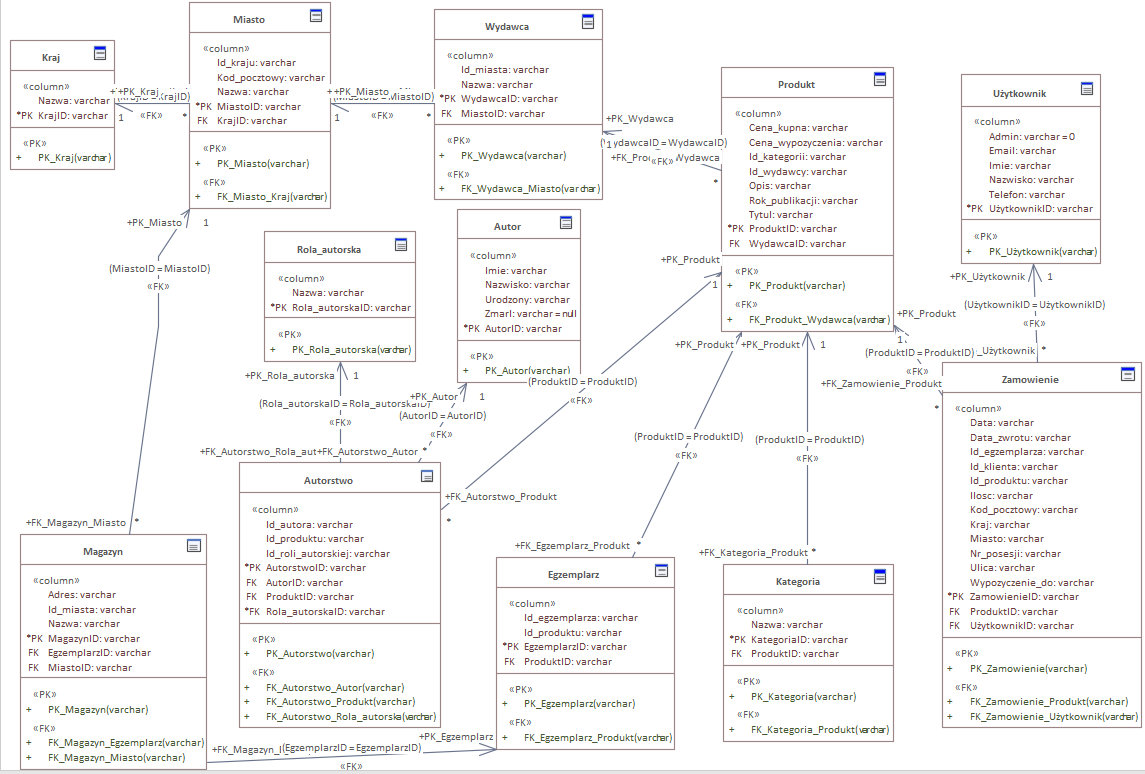 Kraj
«column»
Nazwa: varchar
*PK KrajID: varchar
«PK»
+ PK_Kraj(varchar)
Miasto
«column»
Id_kraju: varchar
Kod_pocztowy: varchar
Nazwa: varchar
*PK MiastoID: varchar
FK KrajID: varchar
«PK»
+ PK_Miasto(varchar)
«FK»
+ FK_Miasto_Kraj(varchar)
+PK_Kraj
1
«FK»
*
Wydawca
«column»
Id_miasta: varchar
Nazwa: varchar
*PK WydawcaID: varchar
FK MiastoID: varchar
«PK»
+ PK_Wydawca(varchar)
«FK»
+ FK_Wydawca_Miasto(varchar)
+PK_Miasto
1
«FK»
*
Produkt
«column»
Cena_kupna: varchar
Cena_wypozyczenia: varchar
Id_kategorii: varchar
Id_wydawcy: varchar
Opis: varchar
Rok_publikacji: varchar
Tytul: varchar
*PK ProduktID: varchar
FK WydawcaID: varchar
«PK»
+ PK_Produkt(varchar)
«FK»
+ FK_Produkt_Wydawca(varchar)
+PK_Wydawca
1
«FK»
*
Użytkownik
«column»
Admin: varchar = 0
Email: varchar
Imie: varchar
Nazwisko: varchar
Telefon: varchar
*PK UżytkownikID: varchar
«PK»
+ PK_Użytkownik(varchar)
+PK_Użytkownik 1
(UżytkownikID = UżytkownikID)
«FK»
_Użytkownik *
Autor
«column»
Imie: varchar
Nazwisko: varchar
Urodzony: varchar
Zmarl: varchar = null
*PK AutorID: varchar
«PK»
+ PK_Autor(varchar)
Rola_autorska
«column»
Nazwa: varchar
*PK Rola_autorskaID: varchar
«PK»
+ PK_Rola_autorska(varchar)
+PK_Miasto 1
(MiastoID = MiastoID)
«FK»
+FK_Magazyn_Miasto *
+PK_Rola_autorska 1
(Rola_autorskaID = Rola_autorskaID)
«FK»
+PK_Autor 1
(AutorID = AutorID)
«FK»
+FK_Autorstwo_Autor *
+PK_Produkt
1
(ProduktID = ProduktID)
«FK»
+FK_Autorstwo_Produkt
*
+PK_Produkt
(ProduktID = ProduktID)
«FK»
+FK_Egzemplarz_Produkt *
+PK_Produkt 1
(ProduktID = ProduktID)
«FK»
+FK_Kategoria_Produkt *
+PK_Produkt
1
(ProduktID = ProduktID)
«FK»
+FK_Zamowienie_Produkt
*
Zamowienie
«column»
Data: varchar
Data_zwrotu: varchar
Id_egzemplarza: varchar
Id_klienta: varchar
Id_produktu: varchar
Ilosc: varchar
Kod_pocztowy: varchar
Kraj: varchar
Miasto: varchar
Nr_posesji: varchar
Ulica: varchar
Wypozyczenie_do: varchar
*PK ZamowienieID: varchar
FK ProduktID: varchar
FK UżytkownikID: varchar
«PK»
+ PK_Zamowienie(varchar)
«FK»
+ FK_Zamowienie_Produkt(varchar)
+ FK_Zamowienie_Użytkownik(varchar)
Autorstwo
«column»
Id_autora: varchar
Id_produktu: varchar
Id_roli_autorskiej: varchar
*PK AutorstwoID: varchar
FK AutorID: varchar
FK ProduktID: varchar
*FK Rola_autorskaID: varchar
«PK»
+ PK_Autorstwo(varchar)
«FK»
+ FK_Autorstwo_Autor(varchar)
+ FK_Autorstwo_Produkt(varchar)
+ FK_Autorstwo_Rola_autorska(varchar)
Magazyn
«column»
Adres: varchar
Id_miasta: varchar
Nazwa: varchar
*PK MagazynID: varchar
FK EgzemplarzID: varchar
FK MiastoID: varchar
«PK»
+ PK_Magazyn(varchar)
«FK»
+ FK_Magazyn_Egzemplarz(varchar)
+ FK_Magazyn_Miasto(varchar)
Egzemplarz
«column»
Id_egzemplarza: varchar
Id_produktu: varchar
*PK EgzemplarzID: varchar
FK ProduktID: varchar
«PK»
+ PK_Egzemplarz(varchar)
«FK»
+ FK_Egzemplarz_Produkt(varchar)
Kategoria
«column»
Nazwa: varchar
*PK KategoriaID: varchar
FK ProduktID: varchar
«PK»
+ PK_Kategoria(varchar)
«FK»
+ FK_Kategoria_Produkt(varchar)
+PK_Egzemplarz
(EgzemplarzID = EgzemplarzID)
«FK»